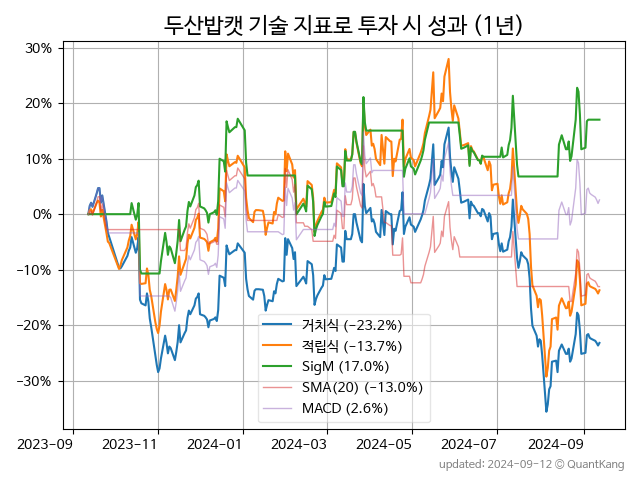 두산밥캣 기술 지표로 투자 시 성과 (1년)
30%
20%
10%
0%
−10%
−20%
−30%
거치식 (−23.2%)
적립식 (−13.7%)
SigM (17.0%)
SMA(20) (−13.0%)
MACD (2.6%)
2023-09
2023-11
2024-01
2024-03
2024-05
2024-07
2024-09
updated: 2024-09-12 ⓒ QuantKang